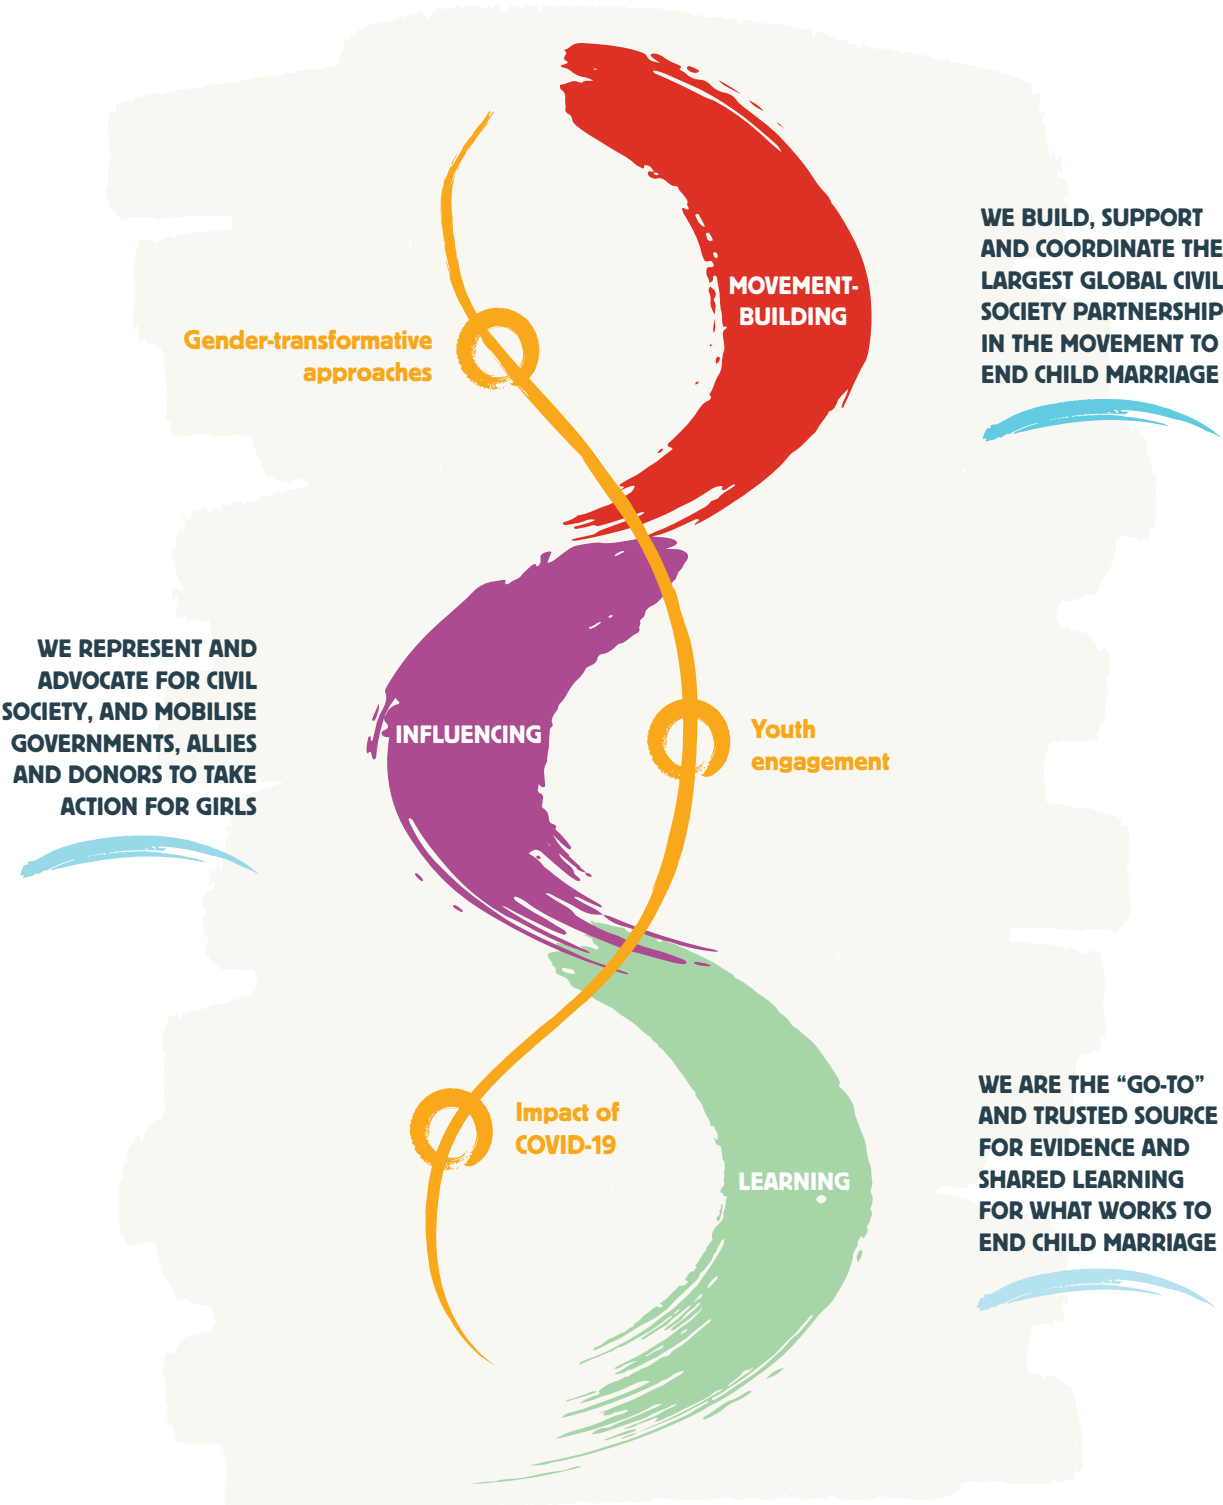 WE BUILD, SUPPORT
AND COORDINATE THE
LARGEST GLOBAL CIVIL
SOCIETY PARTNERSHIP
IN THE MOVEMENT TO
END CHILD MARRIAGE
MOVEMENT-
BUILDING
Gender-transformative
approaches
WE REPRESENT AND
ADVOCATE FOR CIVIL
SOCIETY, AND MOBILISE
GOVERNMENTS, ALLIES
AND DONORS TO TAKE
ACTION FOR GIRLS
INFLUENCING
Youth
engagement
Impact of
COVID-19
LEARNING
WE ARE THE “GO-TO”
AND TRUSTED SOURCE
FOR EVIDENCE AND
SHARED LEARNING
FOR WHAT WORKS TO
END CHILD MARRIAGE